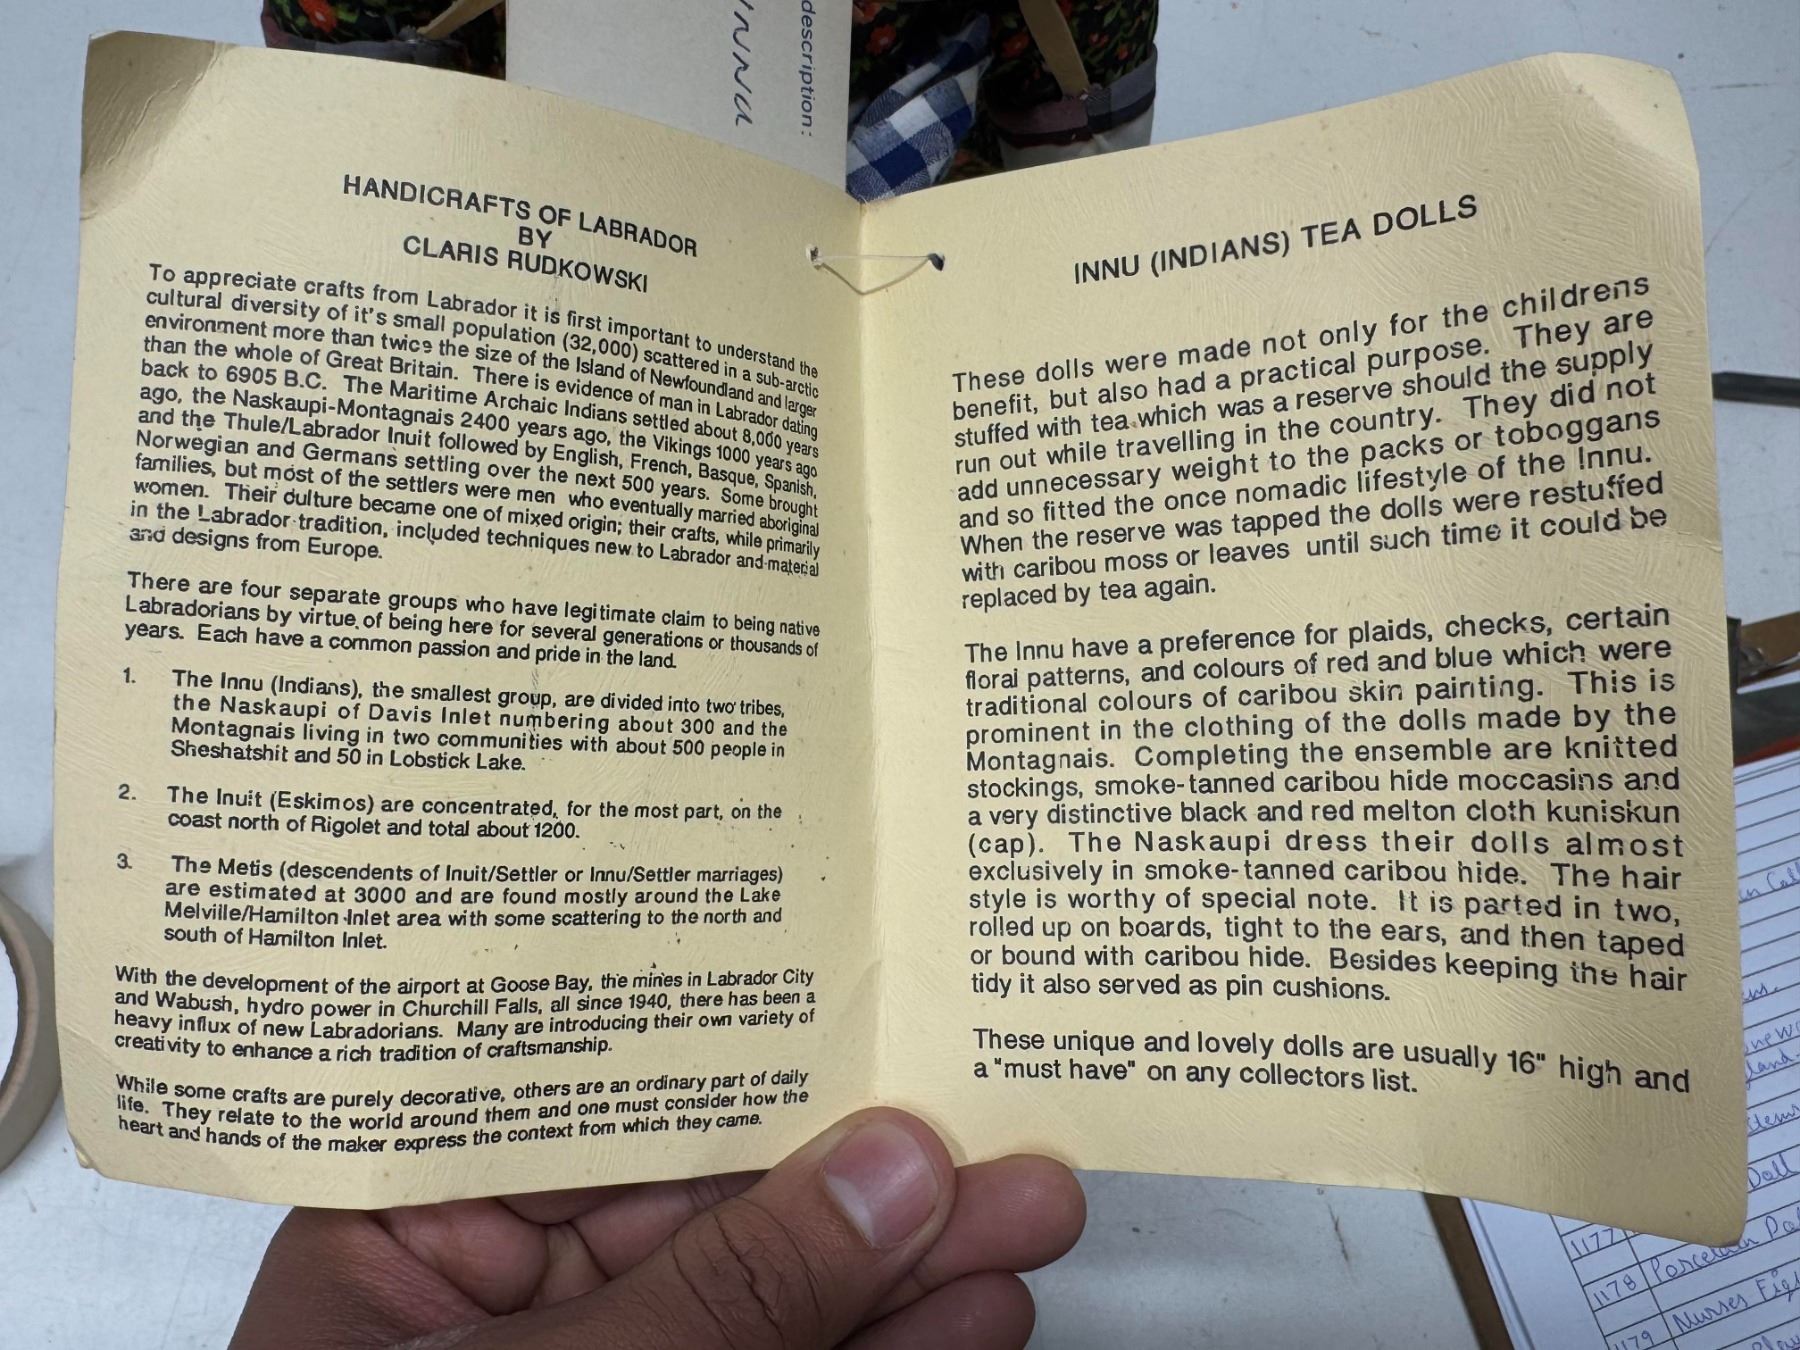 description:
HANDICRAFTS OF LABRADOR
BY
CLARIS RUDKOWSKI
To appreciate crafts from Labrador it is first important to understand the
cultural diversity of it's small population (32,000) scattered in a sub-arctic
environment more than twice the size of the Island of Newfoundland and larger
than the whole of Great Britain. There is evidence of man in Labrador dating
back to 6905 B.C. The Maritime Archaic Indians settled about 8,000 years
ago, the Naskaupi-Montagnais 2400 years ago, the Vikings 1000 years ago
and the Thule/Labrador Inuit followed by English, French, Basque, Spanish,
Norwegian and Germans settling over the next 500 years. Some brought
families, but most of the settlers were men who eventually married aboriginal
women. Their culture became one of mixed origin; their crafts, while primarily
in the Labrador tradition, included techniques new to Labrador and material
and designs from Europe.
There are four separate groups who have legitimate claim to being native
Labradorians by virtue of being here for several generations or thousands of
years. Each have a common passion and pride in the land.
1. The Innu (Indians), the smallest group, are divided into two tribes,
the Naskaupi of Davis Inlet numbering about 300 and the
Montagnais living in two communities with about 500 people in
Sheshatshit and 50 in Lobstick Lake.
2. The Inuit (Eskimos) are concentrated, for the most part, on the
coast north of Rigolet and total about 1200.
3. The Metis (descendents of Inuit/Settler or Innu/Settler marriages)
are estimated at 3000 and are found mostly around the Lake
Melville/Hamilton Inlet area with some scattering to the north and
south of Hamilton Inlet.
With the development of the airport at Goose Bay, the mines in Labrador City
and Wabush, hydro power in Churchill Falls, all since 1940, there has been a
heavy influx of new Labradorians. Many are introducing their own variety of
creativity to enhance a rich tradition of craftsmanship.
While some crafts are purely decorative, others are an ordinary part of daily
life. They relate to the world around them and one must consider how the
heart and hands of the maker express the context from which they came.
INNU (INDIANS) TEA DOLLS
These dolls were made not only for the childrens
benefit, but also had a practical purpose. They are
stuffed with tea which was a reserve should the supply
run out while travelling in the country. They did not
add unnecessary weight to the packs or toboggans
and so fitted the once nomadic lifestyle of the Innu.
When the reserve was tapped the dolls were restuffed
with caribou moss or leaves until such time it could be
replaced by tea again.
The Innu have a preference for plaids, checks, certain
floral patterns, and colours of red and blue which were
traditional colours of caribou skin painting. This is
prominent in the clothing of the dolls made by the
Montagnais. Completing the ensemble are knitted
stockings, smoke-tanned caribou hide moccasins and
a very distinctive black and red melton cloth kuniskun
(cap). The Naskaupi dress their dolls almost
exclusively in smoke-tanned caribou hide. The hair
style is worthy of special note. It is parted in two,
rolled up on boards, tight to the ears, and then taped
or bound with caribou hide. Besides keeping the hair
tidy it also served as pin cushions.
These unique and lovely dolls are usually 16" high and
a "must have" on any collectors list.
Doll
1177
1178 Porcelain
1179 Nurses